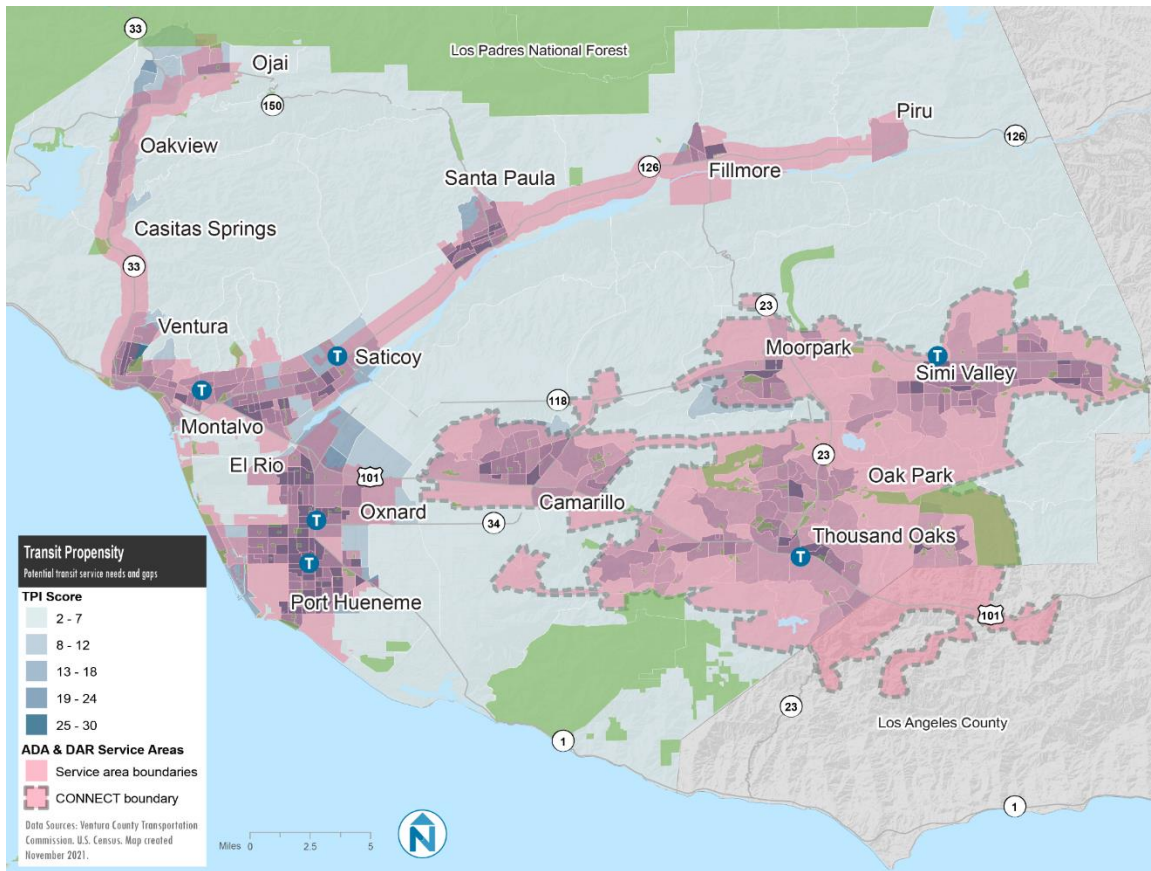 33
Los Padres National Forest
Ojai
150
Piru
126
126
Oakview
Fillmore
Santa Paula
Casitas Springs
33
23
Ventura
T
Saticoy
Moorpark
T
Simi Valley
T
118
Montalvo
El Rio
101
23
Oak Park
Camarillo
Oxnard
34
T
Thousand Oaks
T
T
Port Hueneme
101
23
Los Angeles County
1
1
Transit Propensity
Potential transit service needs and gaps
TPI Score
2 - 7
8 - 12
13 - 18
19 - 24
25 - 30
ADA & DAR Service Areas
Service area boundaries
CONNECT boundary
Data Sources: Ventura County Transportation
Commission, U.S. Census. Map created
November 2021.
Miles 0 2.5 5
N